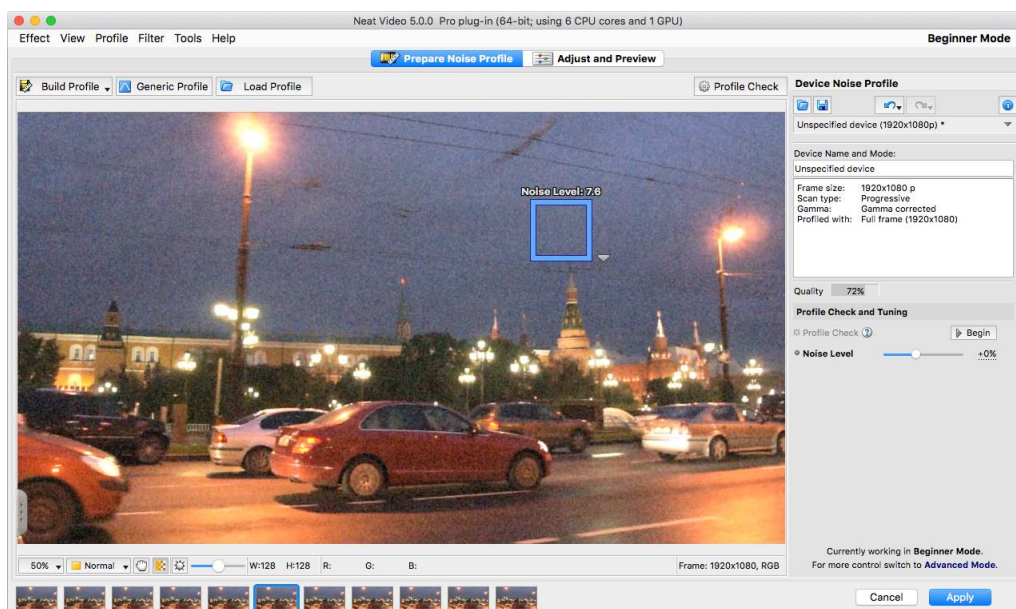 Neat Video 5.0.0 Pro plug-in (64-bit; using 6 CPU cores and 1 GPU)
Effect View Profile Filter Tools Help
Beginner Mode
Prepare Noise Profile
Adjust and Preview
Build Profile
Generic Profile
Load Profile
Profile Check
Device Noise Profile
Unspecified device (1920x1080p) *
Device Name and Mode:
Unspecified device
Frame size: 1920x1080 p
Scan type: Progressive
Gamma: Gamma corrected
Profiled with: Full frame (1920x1080)
Noise Level: 7.6
Quality 72%
Profile Check and Tuning
Profile Check ?
Begin
Noise Level +0%
Currently working in Beginner Mode.
For more control switch to Advanced Mode.
50% Normal W:128 H:128 R: G: B: Frame: 1920x1080, RGB
Cancel Apply